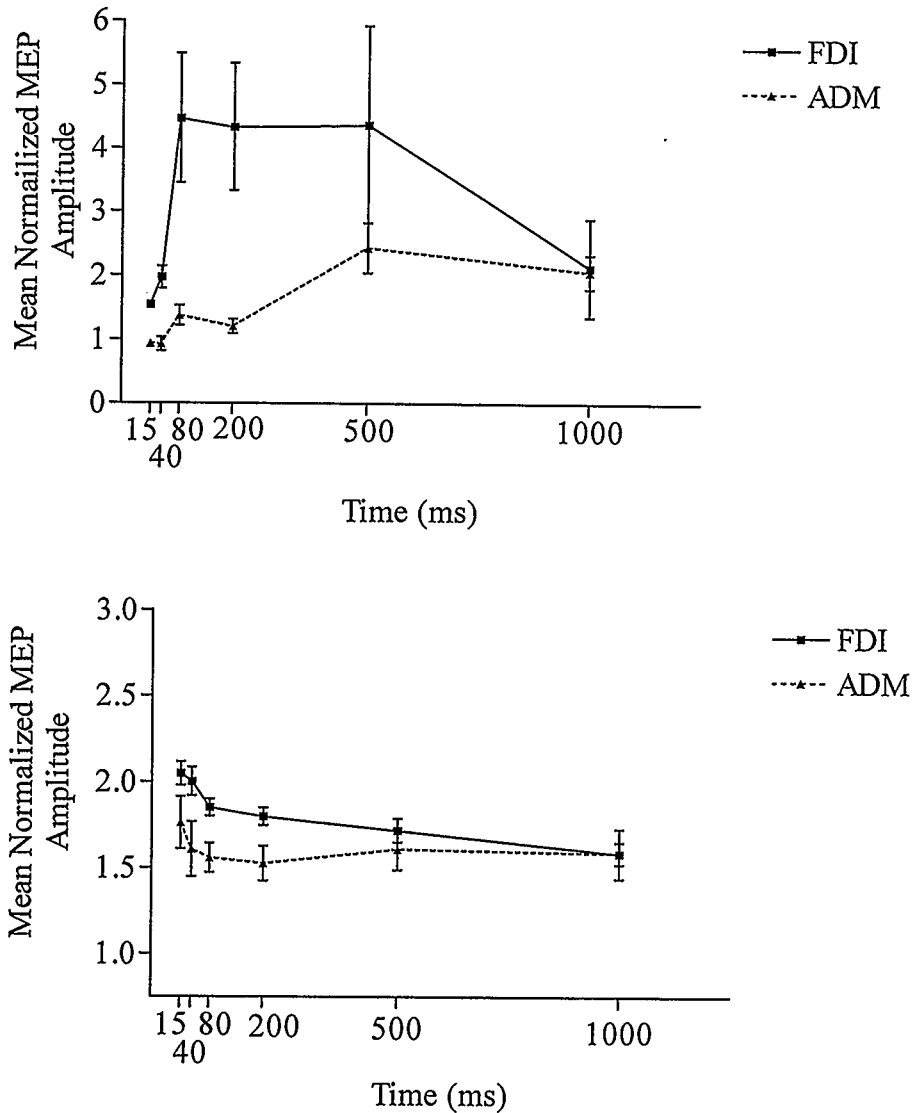 Mean Normailized MEP
Amplitude
6
5
4
3
2
1
0
15 80 200 500 1000
40
Time (ms)
FDI
ADM
Mean Normalized MEP
Amplitude
3.0
2.5
2.0
1.5
1.0
15 80 200 500 1000
40
Time (ms)
FDI
ADM